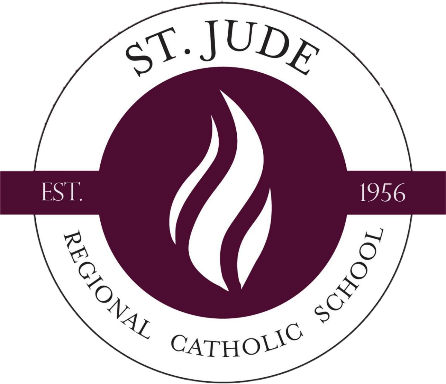 ST. JUDE
EST. 1956
REGIONAL CATHOLIC SCHOOL